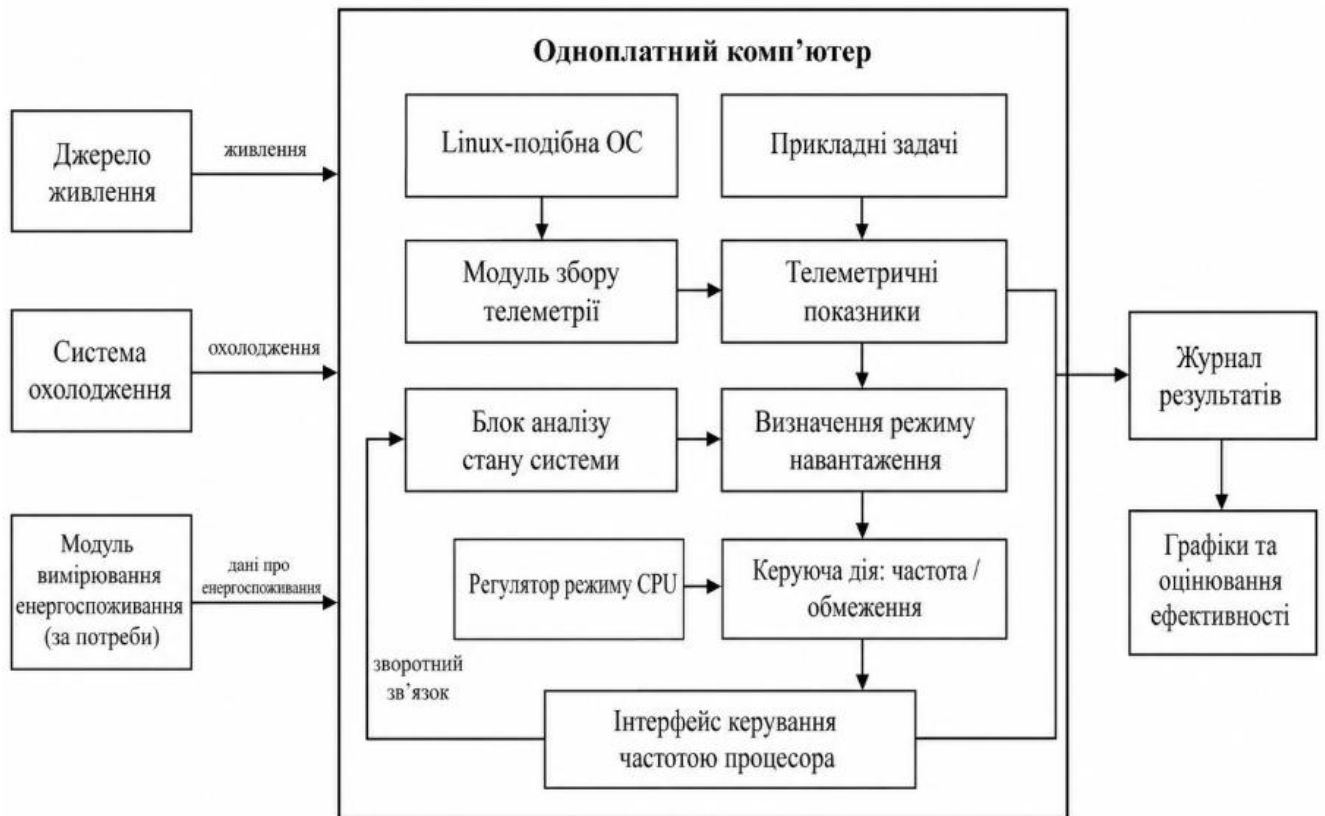 Одноплатний комп’ютер
Джерело
живлення
живлення
Linux-подібна ОС
Прикладні задачі
Модуль збору
телеметрії
Телеметричні
показники
Система
охолодження
охолодження
Блок аналізу
стану системи
Визначення режиму
навантаження
Журнал
результатів
Модуль
вимірювання
енергоспоживання
(за потреби)
дані про
енергоспоживання
Регулятор режиму CPU
Керуюча дія: частота /
обмеження
Графіки та
оцінювання
ефективності
зворотний
зв’язок
Інтерфейс керування
частотою процесора